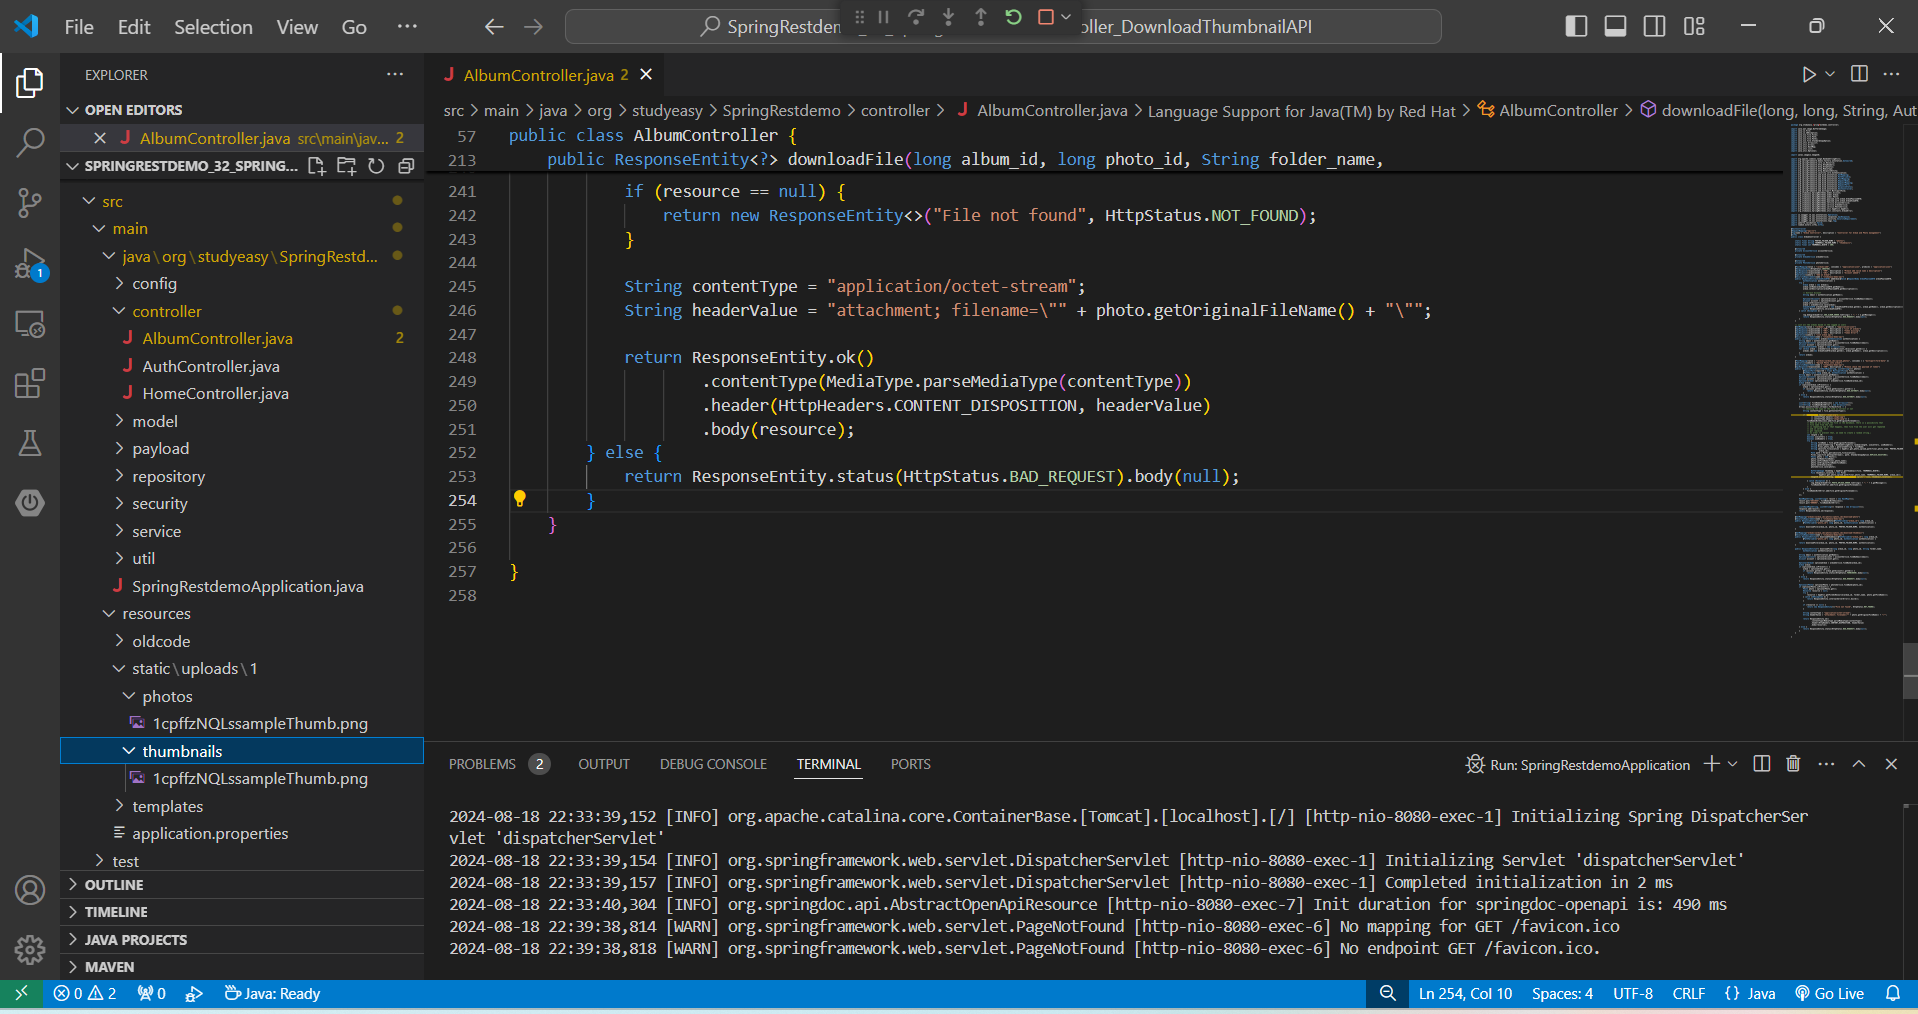 File Edit Selection View Go ···
SpringRestdem
oller_DownloadThumbnailAPI
EXPLORER
OPEN EDITORS
AlbumController.java src\main\jav... 2
SPRINGRESTDEMO_32_SPRING...
src
main
java\org\studyeasy\SpringRestd...
config
controller
AlbumController.java 2
AuthController.java
HomeController.java
model
payload
repository
security
service
util
SpringRestdemoApplication.java
resources
oldcode
static\uploads\1
photos
1cpffzNQLssampleThumb.png
thumbnails
1cpffzNQLssampleThumb.png
templates
application.properties
test
OUTLINE
TIMELINE
JAVA PROJECTS
MAVEN
1
AlbumController.java 2
src > main > java > org > studyeasy > SpringRestdemo > controller > AlbumController.java > Language Support for Java(TM) by Red Hat > AlbumController > downloadFile(long, long, String, Aut
57 public class AlbumController {
213 public ResponseEntity<?> downloadFile(long album_id, long photo_id, String folder_name,
241 if (resource == null) {
242 return new ResponseEntity<>("File not found", HttpStatus.NOT_FOUND);
243 }
244
245 String contentType = "application/octet-stream";
246 String headerValue = "attachment; filename=\"" + photo.getOriginalFileName() + "\"";
247
248 return ResponseEntity.ok()
249 .contentType(MediaType.parseMediaType(contentType))
250 .header(HttpHeaders.CONTENT_DISPOSITION, headerValue)
251 .body(resource);
252 } else {
253 return ResponseEntity.status(HttpStatus.BAD_REQUEST).body(null);
254 }
255 }
256
257 }
258
PROBLEMS 2 OUTPUT DEBUG CONSOLE TERMINAL PORTS
Run: SpringRestdemoApplication
2024-08-18 22:33:39,152 [INFO] org.apache.catalina.core.ContainerBase.[Tomcat].[localhost].[/] [http-nio-8080-exec-1] Initializing Spring DispatcherSer
vlet 'dispatcherServlet'
2024-08-18 22:33:39,154 [INFO] org.springframework.web.servlet.DispatcherServlet [http-nio-8080-exec-1] Initializing Servlet 'dispatcherServlet'
2024-08-18 22:33:39,157 [INFO] org.springframework.web.servlet.DispatcherServlet [http-nio-8080-exec-1] Completed initialization in 2 ms
2024-08-18 22:33:40,304 [INFO] org.springdoc.api.AbstractOpenApiResource [http-nio-8080-exec-7] Init duration for springdoc-openapi is: 490 ms
2024-08-18 22:39:38,814 [WARN] org.springframework.web.servlet.PageNotFound [http-nio-8080-exec-6] No mapping for GET /favicon.ico
2024-08-18 22:39:38,818 [WARN] org.springframework.web.servlet.PageNotFound [http-nio-8080-exec-6] No endpoint GET /favicon.ico.
0 2 0 Java: Ready
Ln 254, Col 10 Spaces: 4 UTF-8 CRLF {} Java Go Live